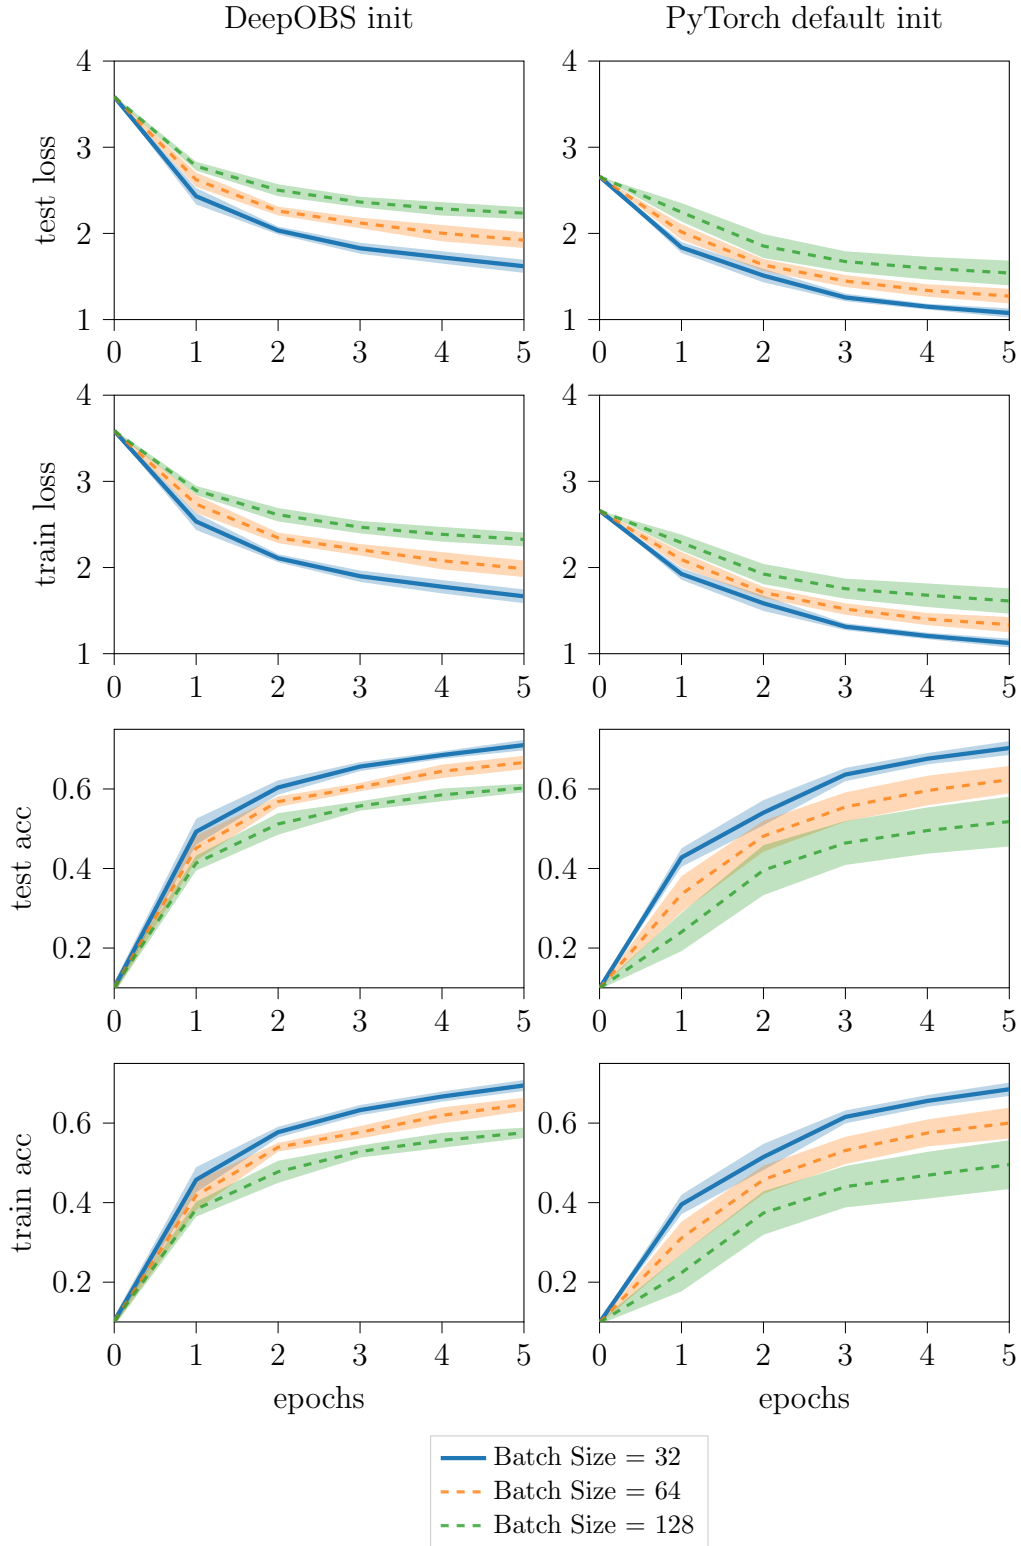 DeepOBS init
PyTorch default init
test loss
4
3
2
1
0 1 2 3 4 5
4
3
2
1
0 1 2 3 4 5
train loss
4
3
2
1
0 1 2 3 4 5
4
3
2
1
0 1 2 3 4 5
test acc
0.6
0.4
0.2
0 1 2 3 4 5
0.6
0.4
0.2
0 1 2 3 4 5
train acc
0.6
0.4
0.2
0 1 2 3 4 5
epochs
0.6
0.4
0.2
0 1 2 3 4 5
epochs
Batch Size = 32
Batch Size = 64
Batch Size = 128